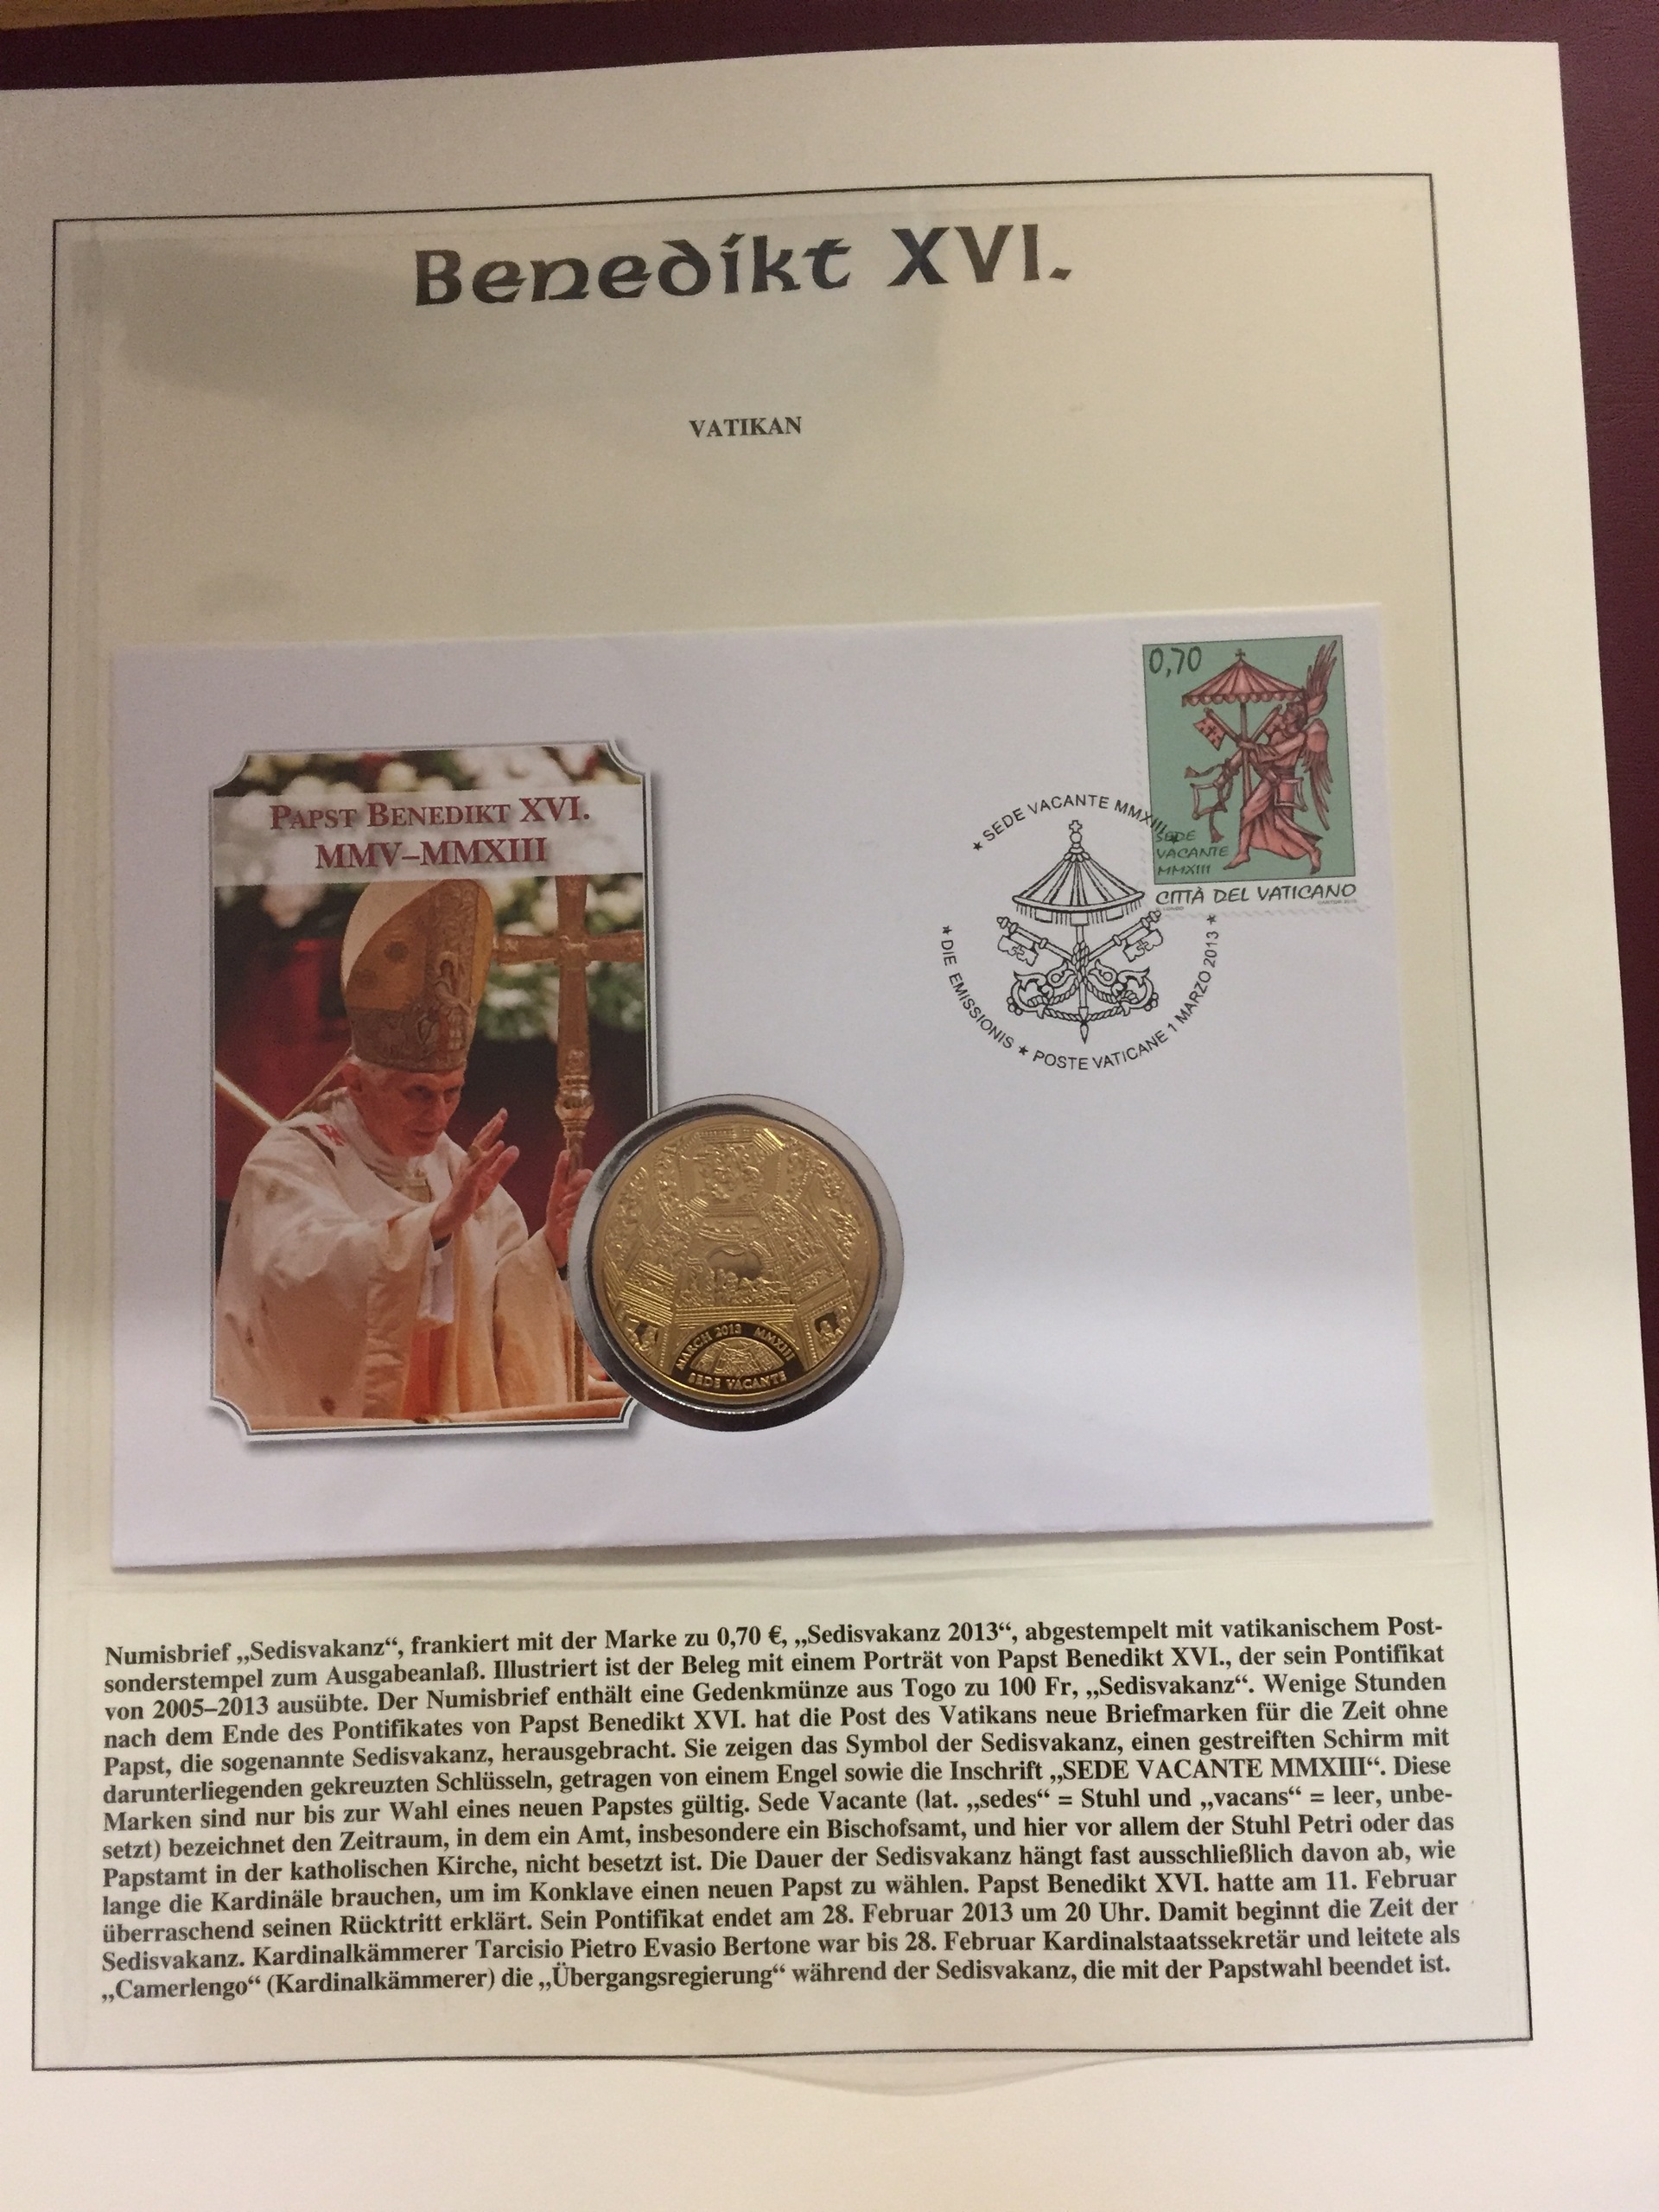 Benedikt XVI.
VATIKAN
PAPST BENEDIKT XVI.
MMV–MMXIII
0,70
SEDE
VACANTE
MMXIII
CITTÀ DEL VATICANO
★ SEDE VACANTE MMXIII ★
★ DIE EMISSIONIS ★ POSTE VATICANE 1 MARZO 2013 ★
MARCH 2013 MMXIII
SEDE VACANTE
Numisbrief „Sedisvakanz“, frankiert mit der Marke zu 0,70 €, „Sedisvakanz 2013“, abgestempelt mit vatikanischem Post-
sonderstempel zum Ausgabeanlaß. Illustriert ist der Beleg mit einem Porträt von Papst Benedikt XVI., der sein Pontifikat
von 2005–2013 ausübte. Der Numisbrief enthält eine Gedenkmünze aus Togo zu 100 Fr, „Sedisvakanz“. Wenige Stunden
nach dem Ende des Pontifikates von Papst Benedikt XVI. hat die Post des Vatikans neue Briefmarken für die Zeit ohne
Papst, die sogenannte Sedisvakanz, herausgebracht. Sie zeigen das Symbol der Sedisvakanz, einen gestreiften Schirm mit
darunterliegenden gekreuzten Schlüsseln, getragen von einem Engel sowie die Inschrift „SEDE VACANTE MMXIII“. Diese
Marken sind nur bis zur Wahl eines neuen Papstes gültig. Sede Vacante (lat. „sedes“ = Stuhl und „vacans“ = leer, unbe-
setzt) bezeichnet den Zeitraum, in dem ein Amt, insbesondere ein Bischofsamt, und hier vor allem der Stuhl Petri oder das
Papstamt in der katholischen Kirche, nicht besetzt ist. Die Dauer der Sedisvakanz hängt fast ausschließlich davon ab, wie
lange die Kardinäle brauchen, um im Konklave einen neuen Papst zu wählen. Papst Benedikt XVI. hatte am 11. Februar
überraschend seinen Rücktritt erklärt. Sein Pontifikat endet am 28. Februar 2013 um 20 Uhr. Damit beginnt die Zeit der
Sedisvakanz. Kardinalkämmerer Tarcisio Pietro Evasio Bertone war bis 28. Februar Kardinalstaatssekretär und leitete als
„Camerlengo“ (Kardinalkämmerer) die „Übergangsregierung“ während der Sedisvakanz, die mit der Papstwahl beendet ist.